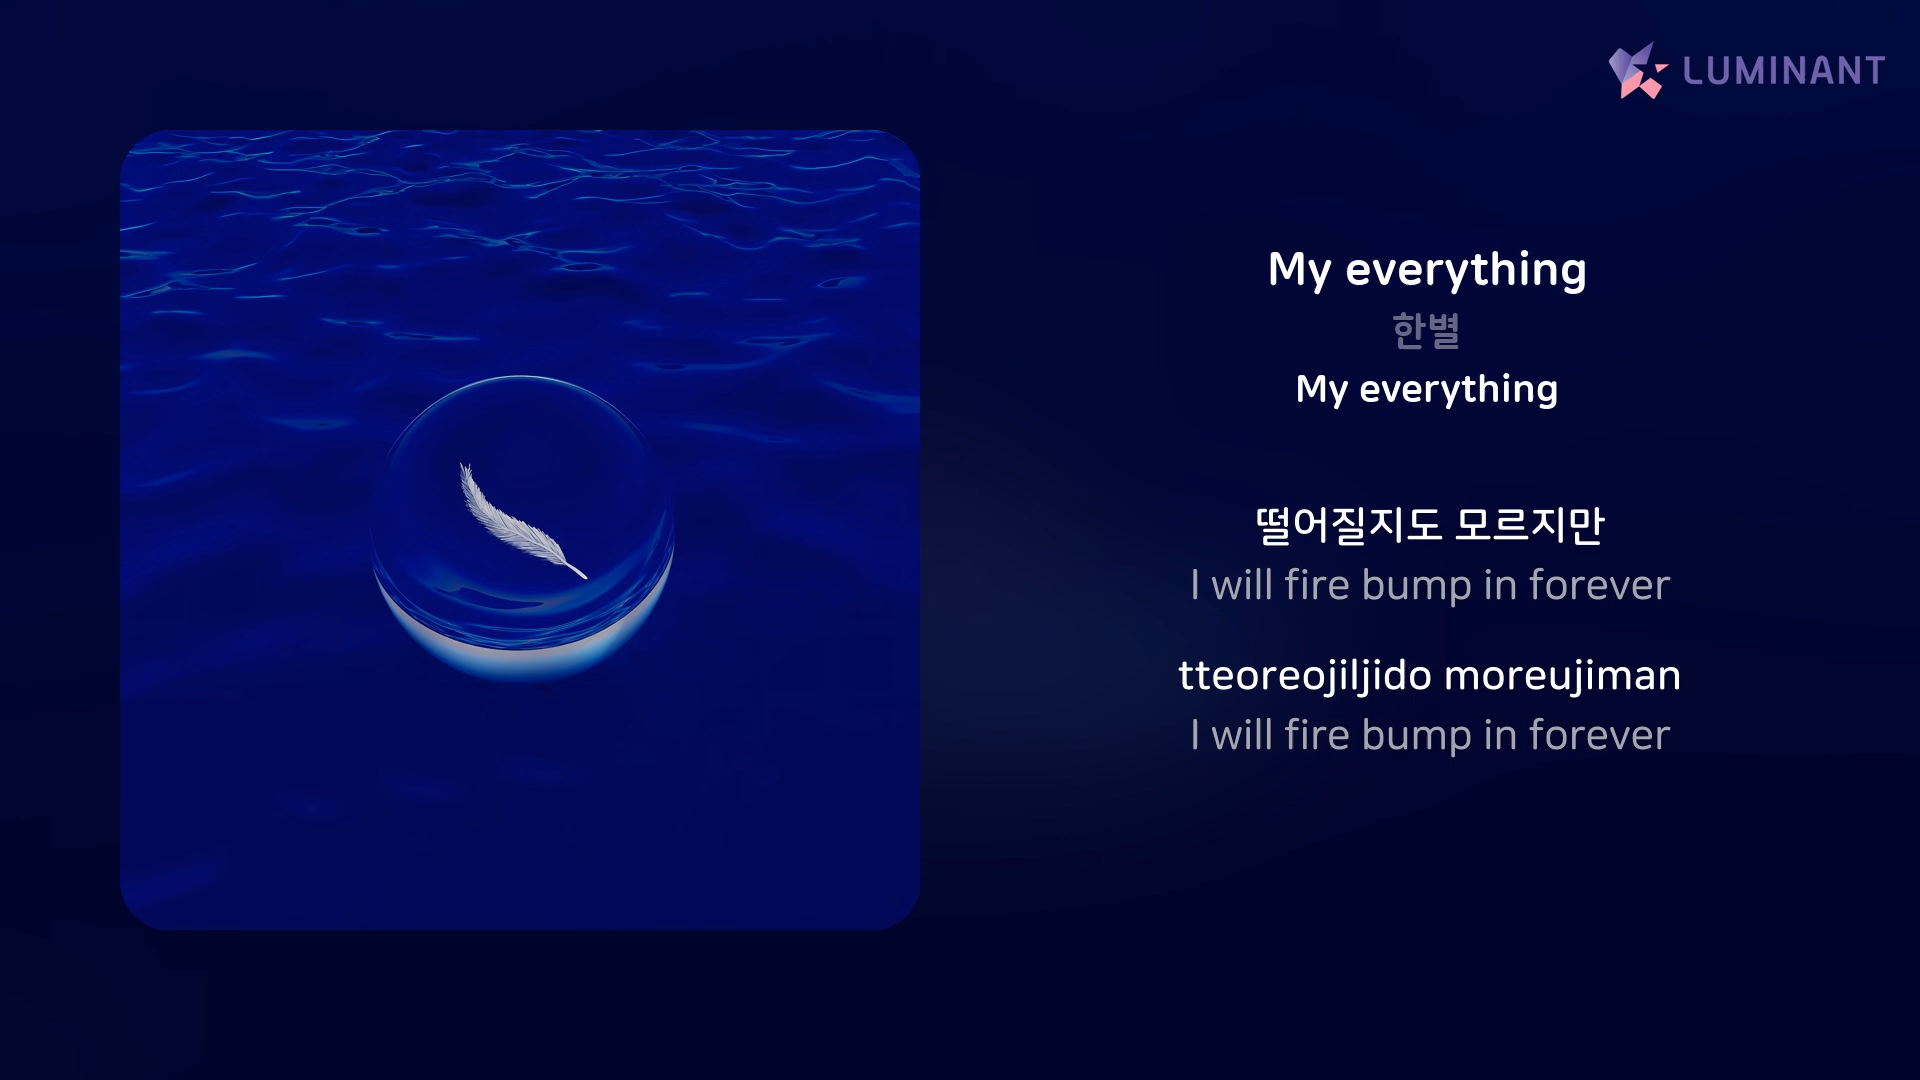 LUMINANT
My everything
한별
My everything
떨어질지도 모르지만
I will fire bump in forever
tteoreojiljido moreujiman
I will fire bump in forever